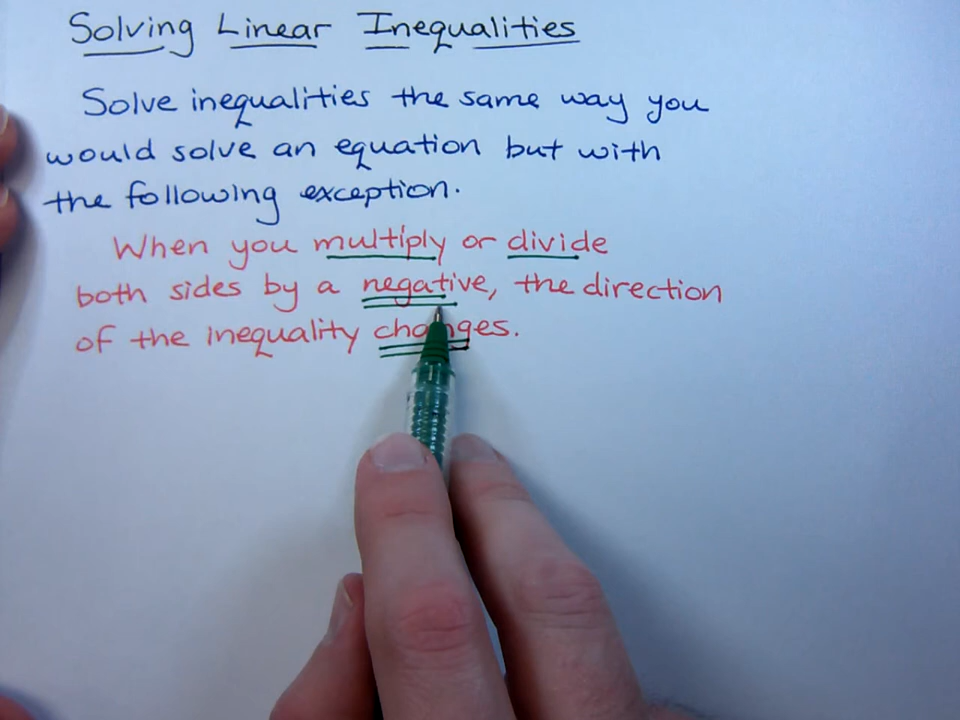 Solving Linear Inequalities
Solve inequalities the same way you
would solve an equation but with
the following exception.
When you multiply or divide
both sides by a negative, the direction
of the inequality changes.